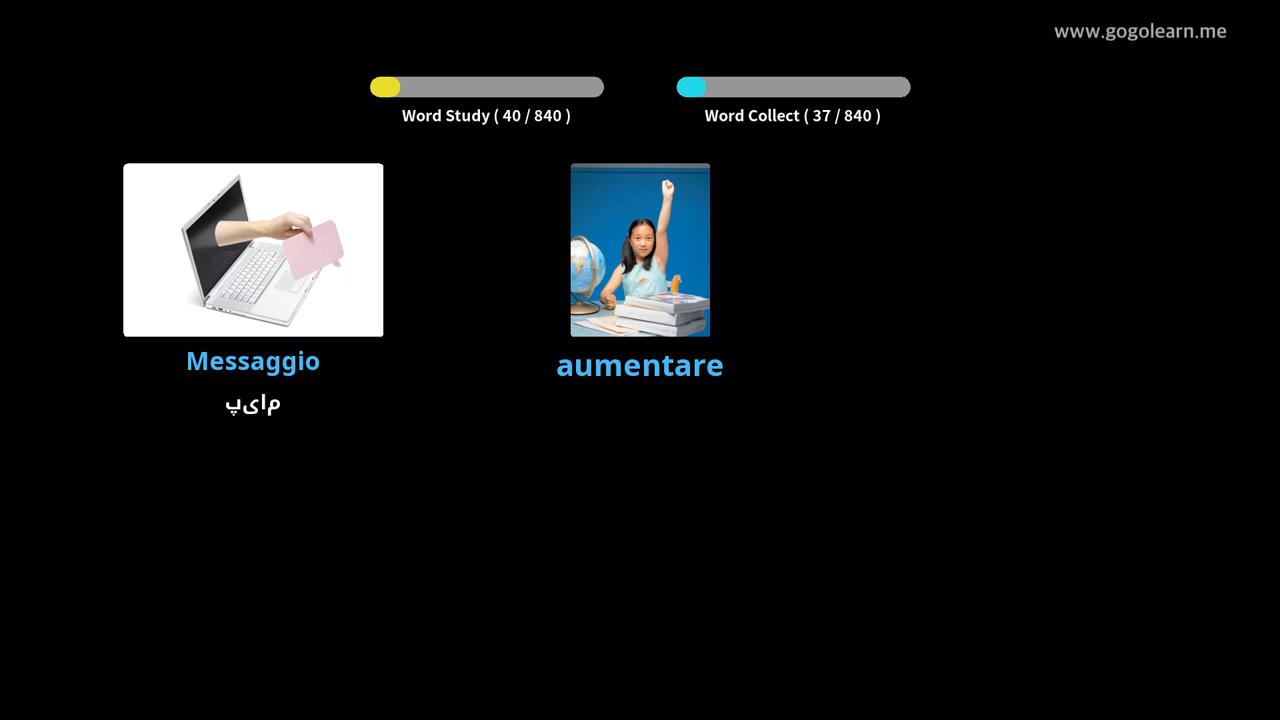 www.gogolearn.me
Word Study ( 40 / 840 )
Word Collect ( 37 / 840 )
Messaggio
aumentare
پیام